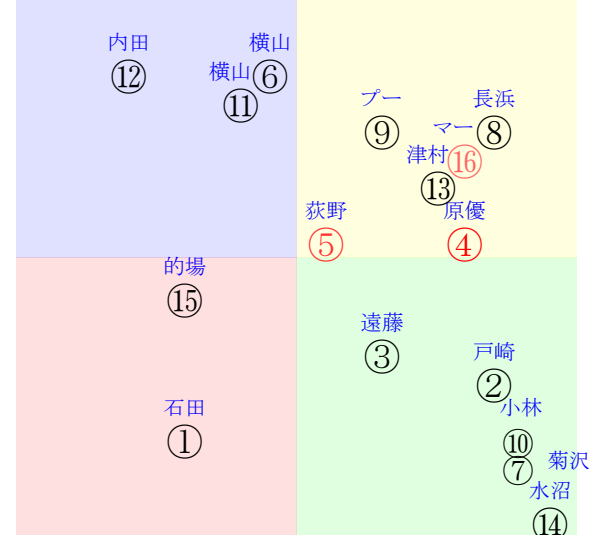 内田
⑫
横山
⑥
横山
⑪
プー
⑨
長浜
⑧
マー
⑯
津村
⑬
荻野
⑤
原優
④
的場
⑮
遠藤
③
戸崎
②
石田
①
小林
⑩
菊沢
⑦
水沼
⑭